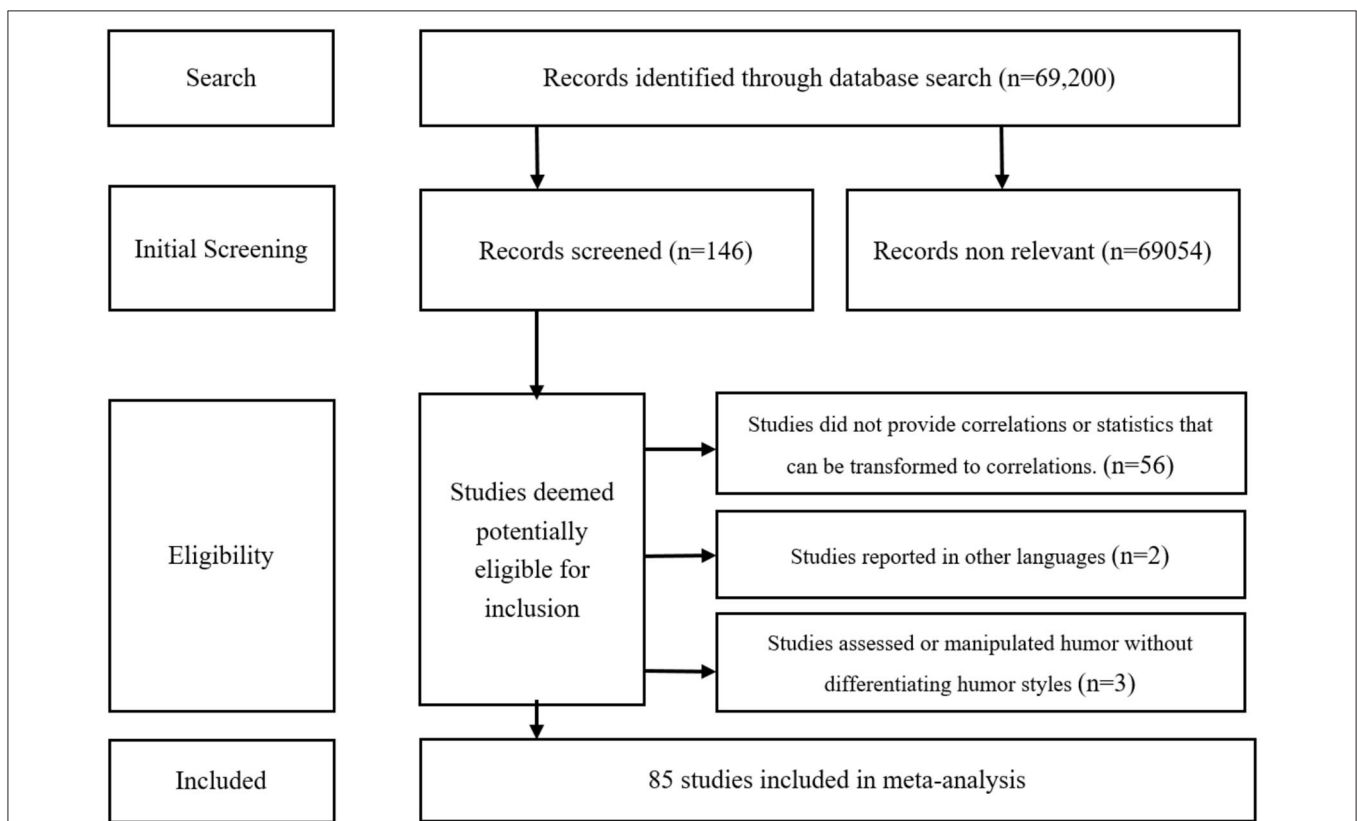 Search
Records identified through database search (n=69,200)
Initial Screening
Records screened (n=146)
Records non relevant (n=69054)
Eligibility
Studies deemed
potentially
eligible for
inclusion
Studies did not provide correlations or statistics that
can be transformed to correlations. (n=56)
Studies reported in other languages (n=2)
Studies assessed or manipulated humor without
differentiating humor styles (n=3)
Included
85 studies included in meta-analysis